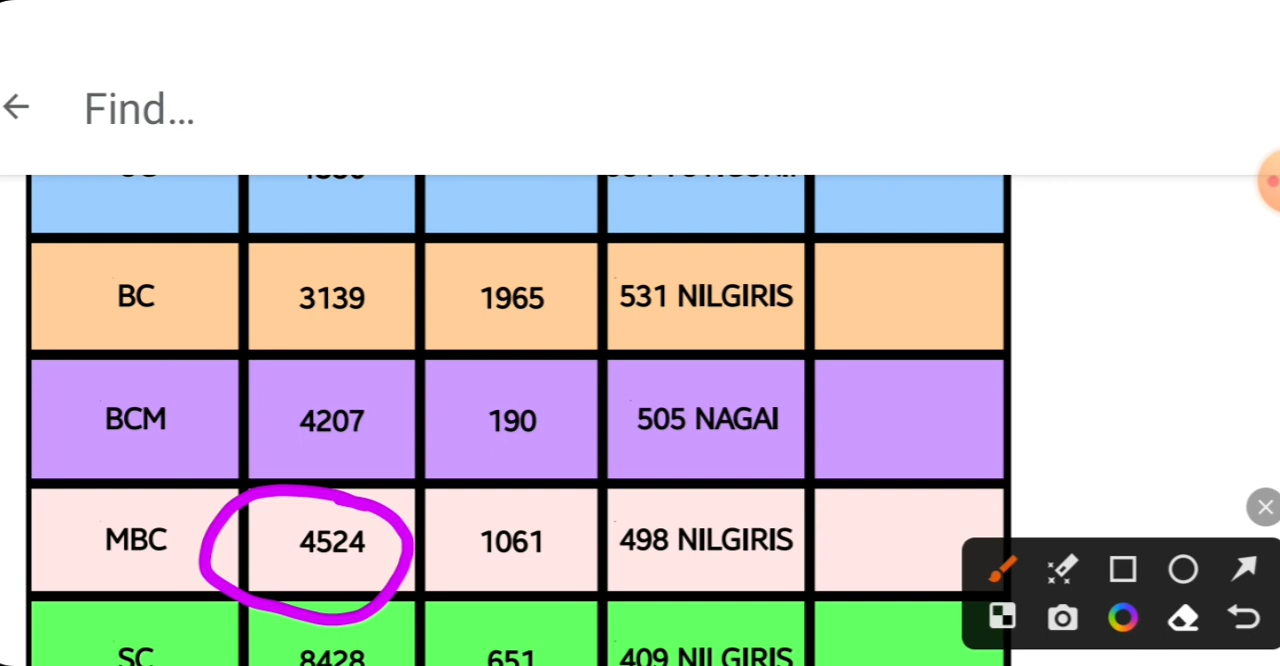 Find...
BC 3139 1965 531 NILGIRIS
BCM 4207 190 505 NAGAI
MBC 4524 1061 498 NILGIRIS
SC 8428 651 409 NILGIRIS